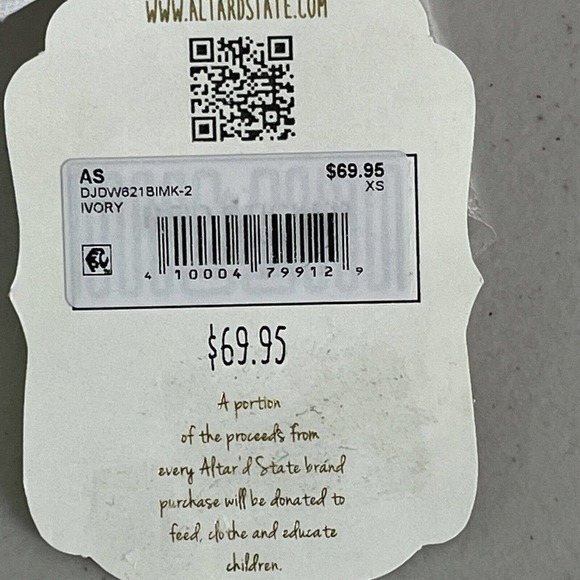 WWW.ALTARDSTATE.COM
AS $69.95
DJDW6218IMK-2 XS
IVORY
4 10004 79912 9
$69.95
A portion
of the proceeds from
every Altar'd State brand
purchase will be donated to
feed, clothe and educate
children.